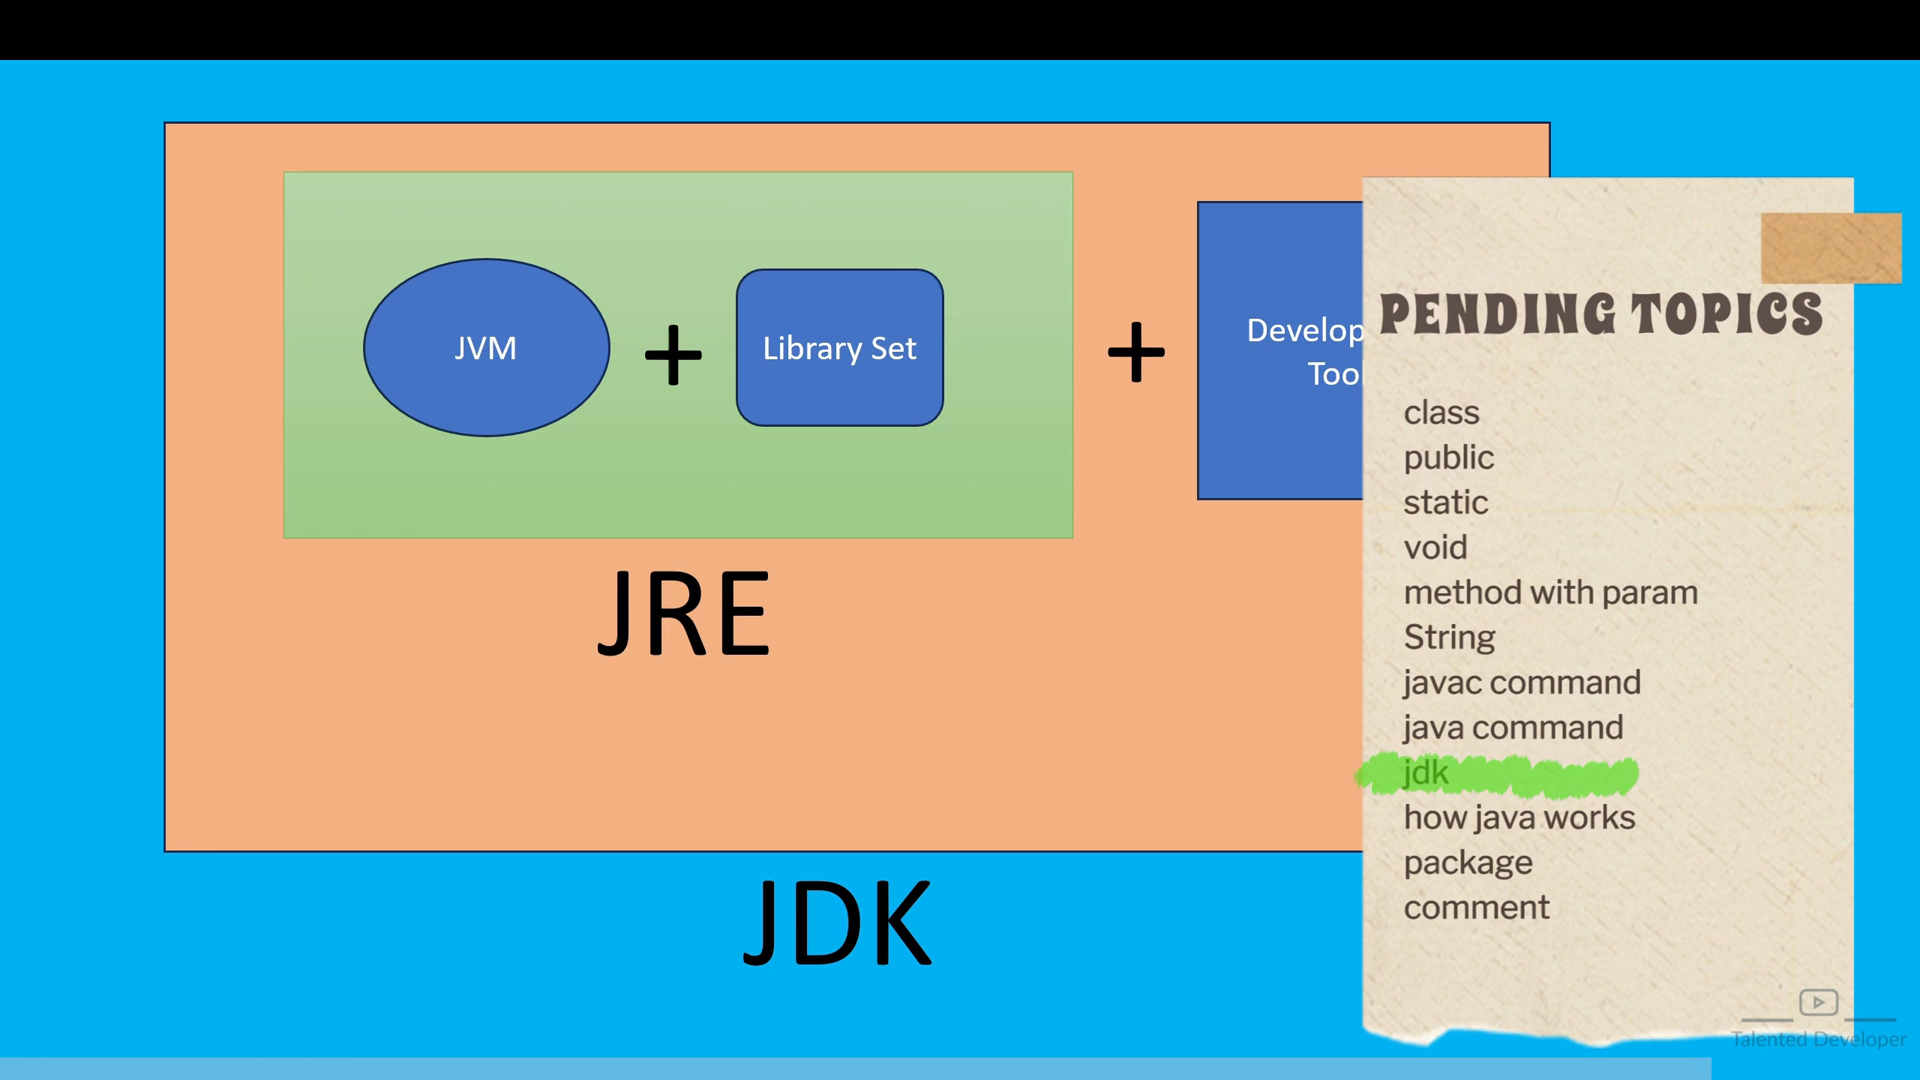 JVM
+
Library Set
+
Develop
Tool
JRE
JDK
PENDING TOPICS
class
public
static
void
method with param
String
javac command
java command
jdk
how java works
package
comment
Talented Developer